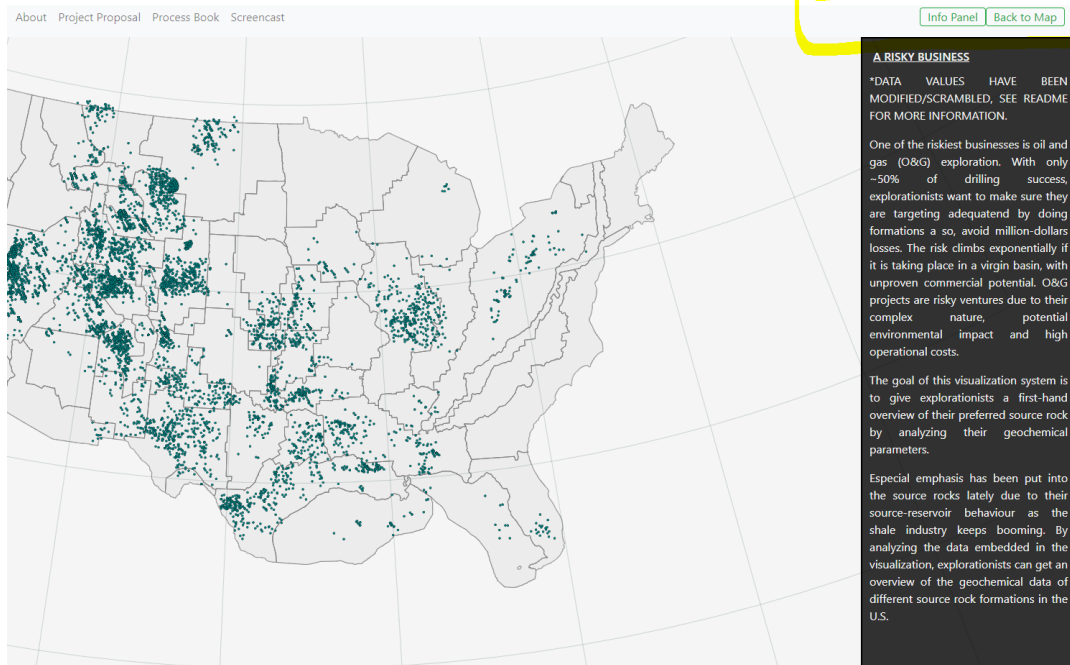 About Project Proposal Process Book Screencast Info Panel Back to Map
A RISKY BUSINESS
*DATA VALUES HAVE BEEN
MODIFIED/SCRAMBLED, SEE README
FOR MORE INFORMATION.
One of the riskiest businesses is oil and
gas (O&G) exploration. With only
~50% of drilling success,
explorationists want to make sure they
are targeting adequatend by doing
formations a so, avoid million-dollars
losses. The risk climbs exponentially if
it is taking place in a virgin basin, with
unproven commercial potential. O&G
projects are risky ventures due to their
complex nature, potential
environmental impact and high
operational costs.
The goal of this visualization system is
to give explorationists a first-hand
overview of their preferred source rock
by analyzing their geochemical
parameters.
Especial emphasis has been put into
the source rocks lately due to their
source-reservoir behaviour as the
shale industry keeps booming. By
analyzing the data embedded in the
visualization, explorationists can get an
overview of the geochemical data of
different source rock formations in the
U.S.